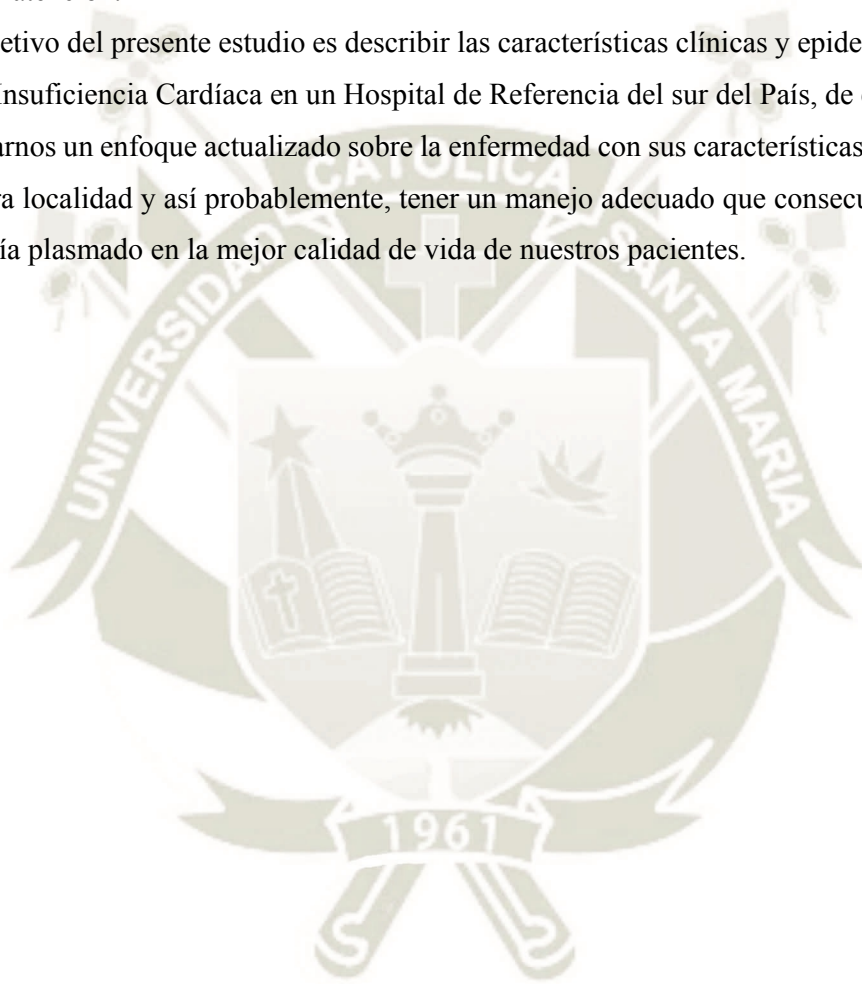 etivo del presente estudio es describir las características clínicas y epide
Insuficiencia Cardíaca en un Hospital de Referencia del sur del País, de
arnos un enfoque actualizado sobre la enfermedad con sus características
ra localidad y así probablemente, tener un manejo adecuado que consecu
ía plasmado en la mejor calidad de vida de nuestros pacientes.
UNIVERSIDAD CATOLICA SANTA MARIA
1961